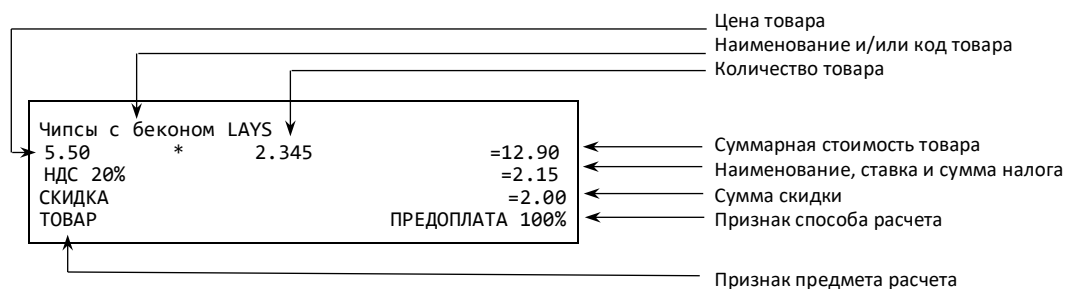 Цена товара
Наименование и/или код товара
Количество товара
Чипсы с беконом LAYS
5.50 * 2.345 =12.90
Суммарная стоимость товара
НДС 20% =2.15
Наименование, ставка и сумма налога
СКИДКА =2.00
Сумма скидки
ТОВАР ПРЕДОПЛАТА 100%
Признак способа расчета
Признак предмета расчета